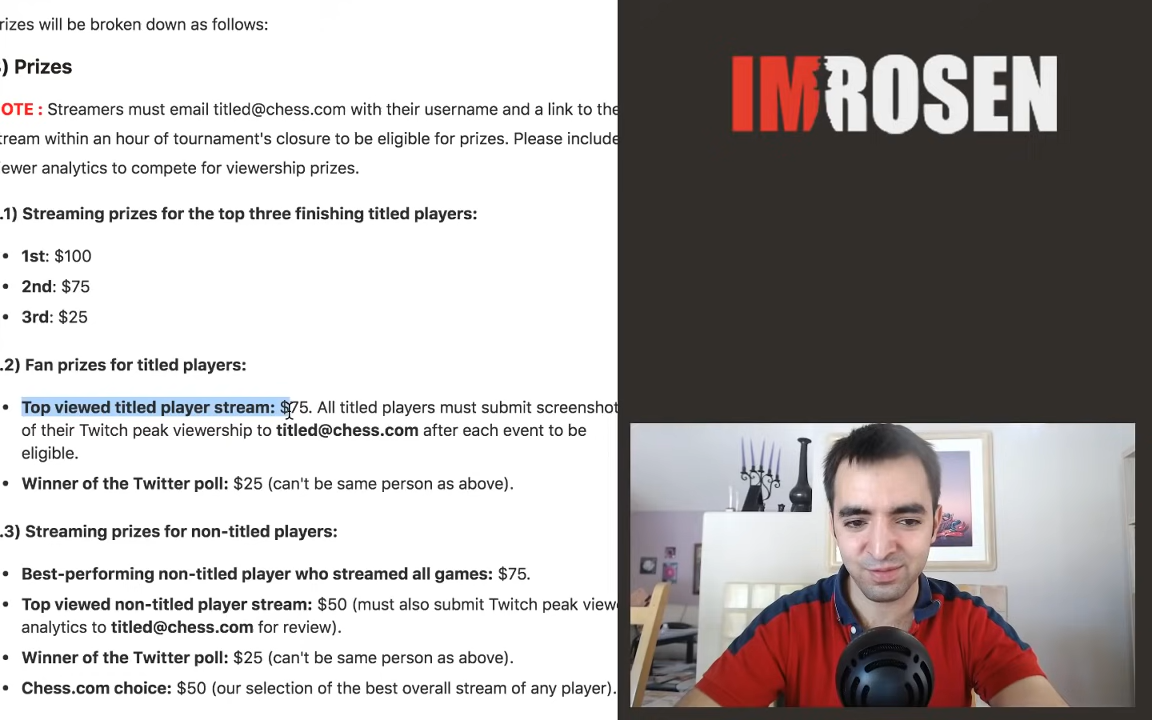 rizes will be broken down as follows:
) Prizes
OTE : Streamers must email titled@chess.com with their username and a link to the
tream within an hour of tournament's closure to be eligible for prizes. Please include
ewer analytics to compete for viewership prizes.
.1) Streaming prizes for the top three finishing titled players:
• 1st: $100
• 2nd: $75
• 3rd: $25
.2) Fan prizes for titled players:
• Top viewed titled player stream: $75. All titled players must submit screenshot
of their Twitch peak viewership to titled@chess.com after each event to be
eligible.
• Winner of the Twitter poll: $25 (can't be same person as above).
.3) Streaming prizes for non-titled players:
• Best-performing non-titled player who streamed all games: $75.
• Top viewed non-titled player stream: $50 (must also submit Twitch peak view
analytics to titled@chess.com for review).
• Winner of the Twitter poll: $25 (can't be same person as above).
• Chess.com choice: $50 (our selection of the best overall stream of any player).
IMROSEN